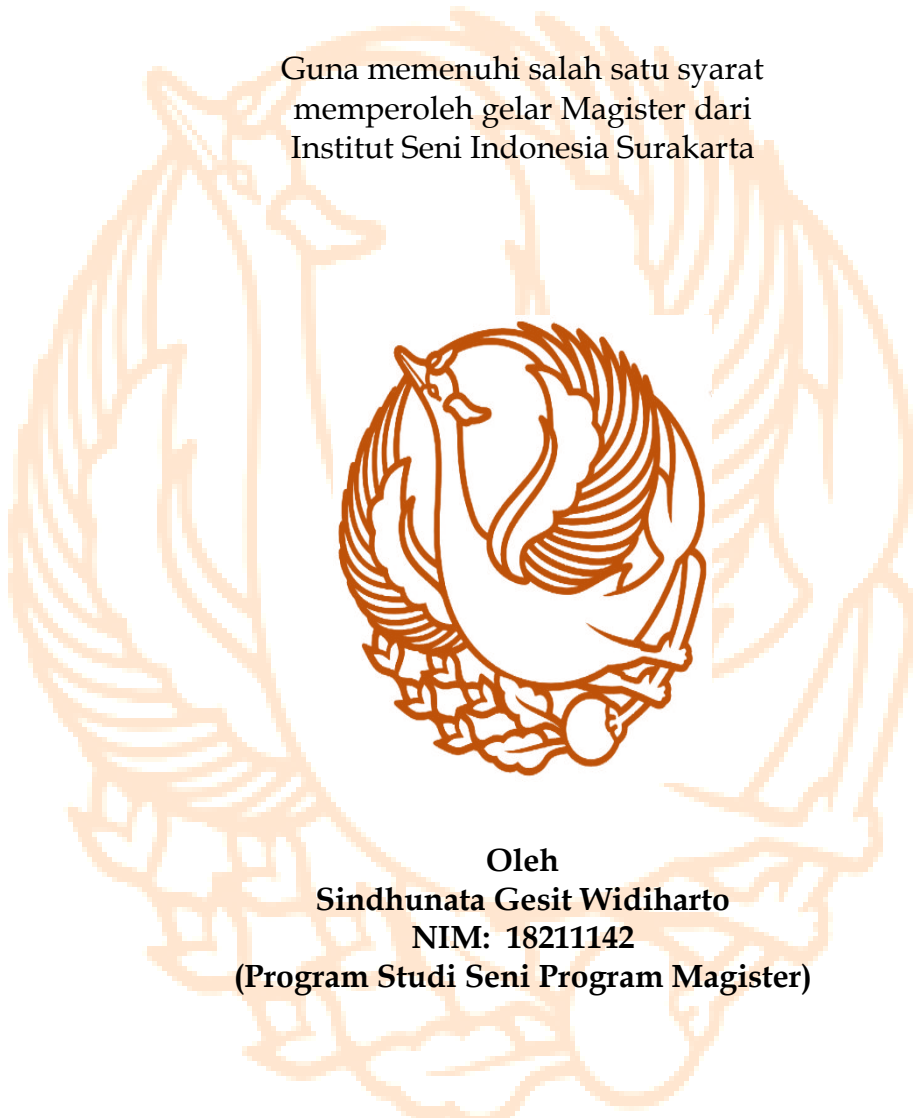 Guna memenuhi salah satu syarat
memperoleh gelar Magister dari
Institut Seni Indonesia Surakarta
Oleh
Sindhunata Gesit Widiharto
NIM: 18211142
(Program Studi Seni Program Magister)